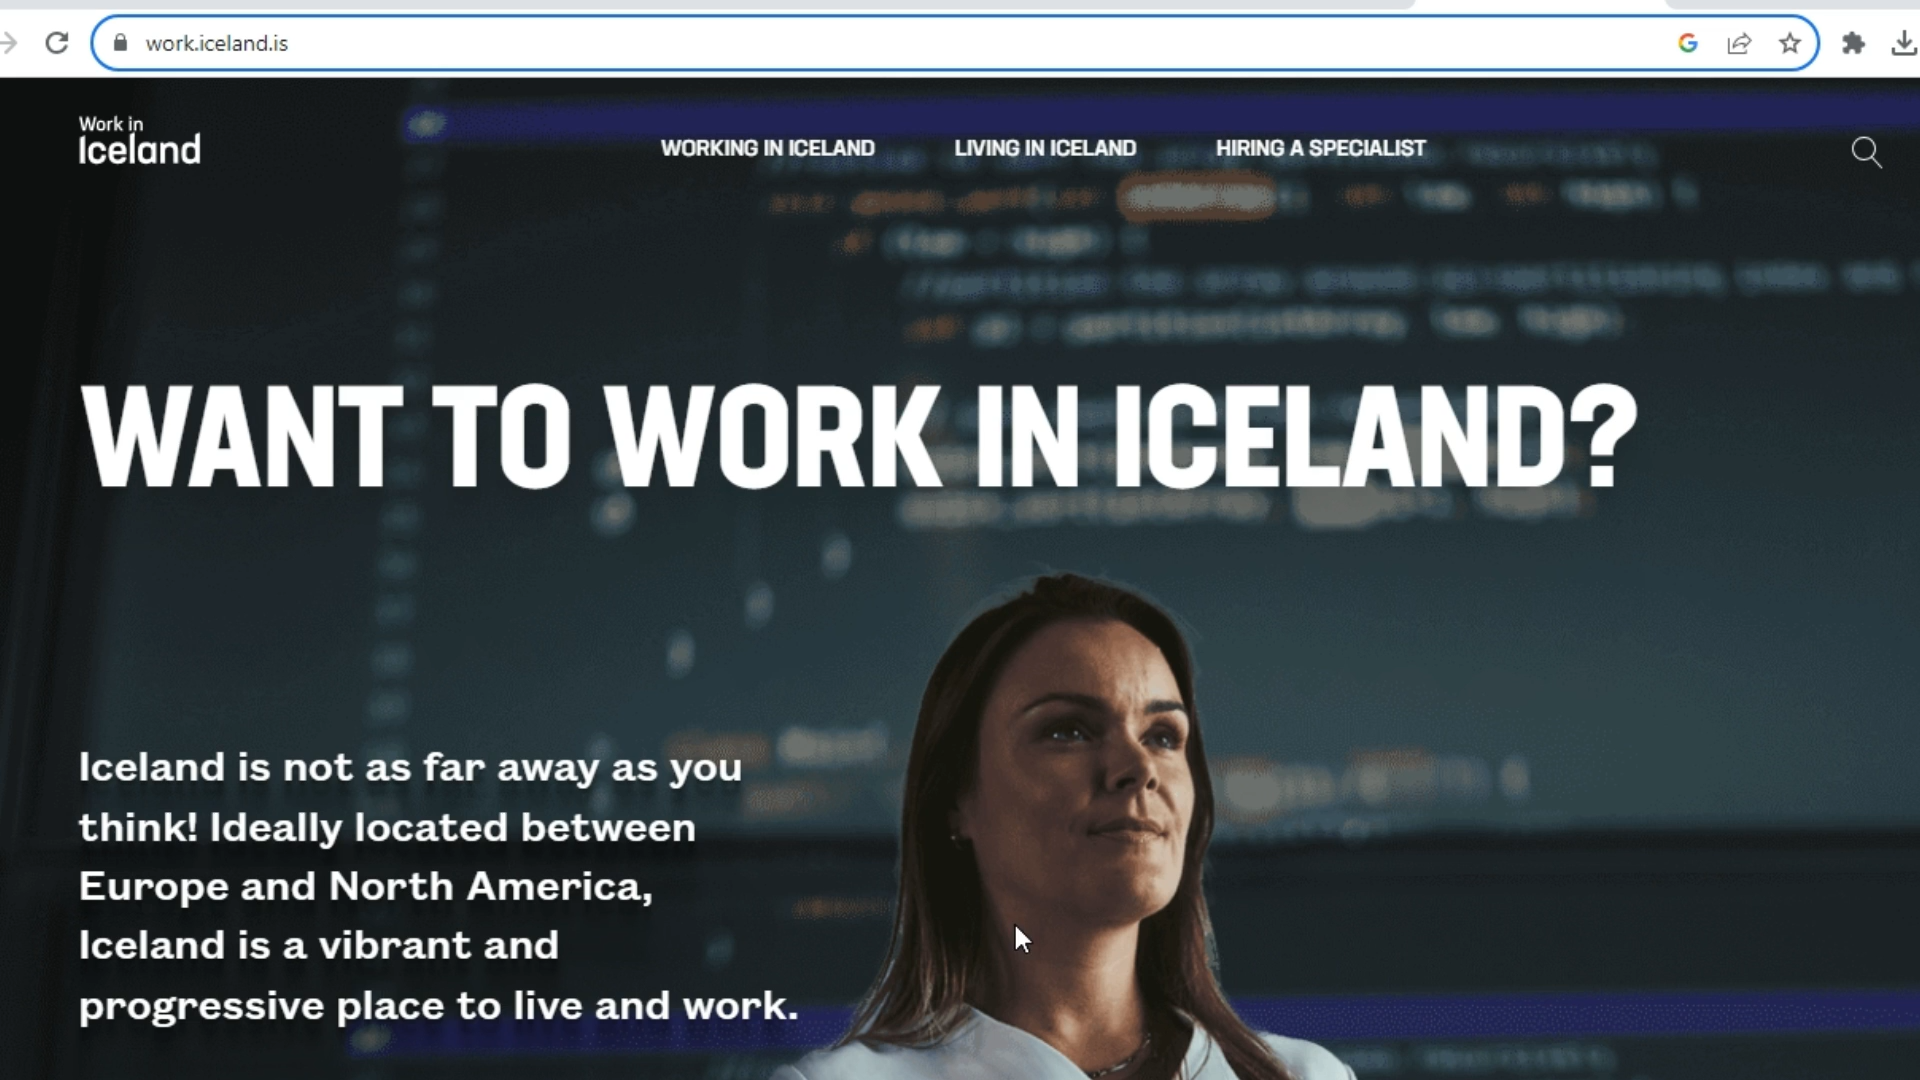 work.iceland.is
Work in
Iceland
WORKING IN ICELAND
LIVING IN ICELAND
HIRING A SPECIALIST
WANT TO WORK IN ICELAND?
Iceland is not as far away as you
think! Ideally located between
Europe and North America,
Iceland is a vibrant and
progressive place to live and work.